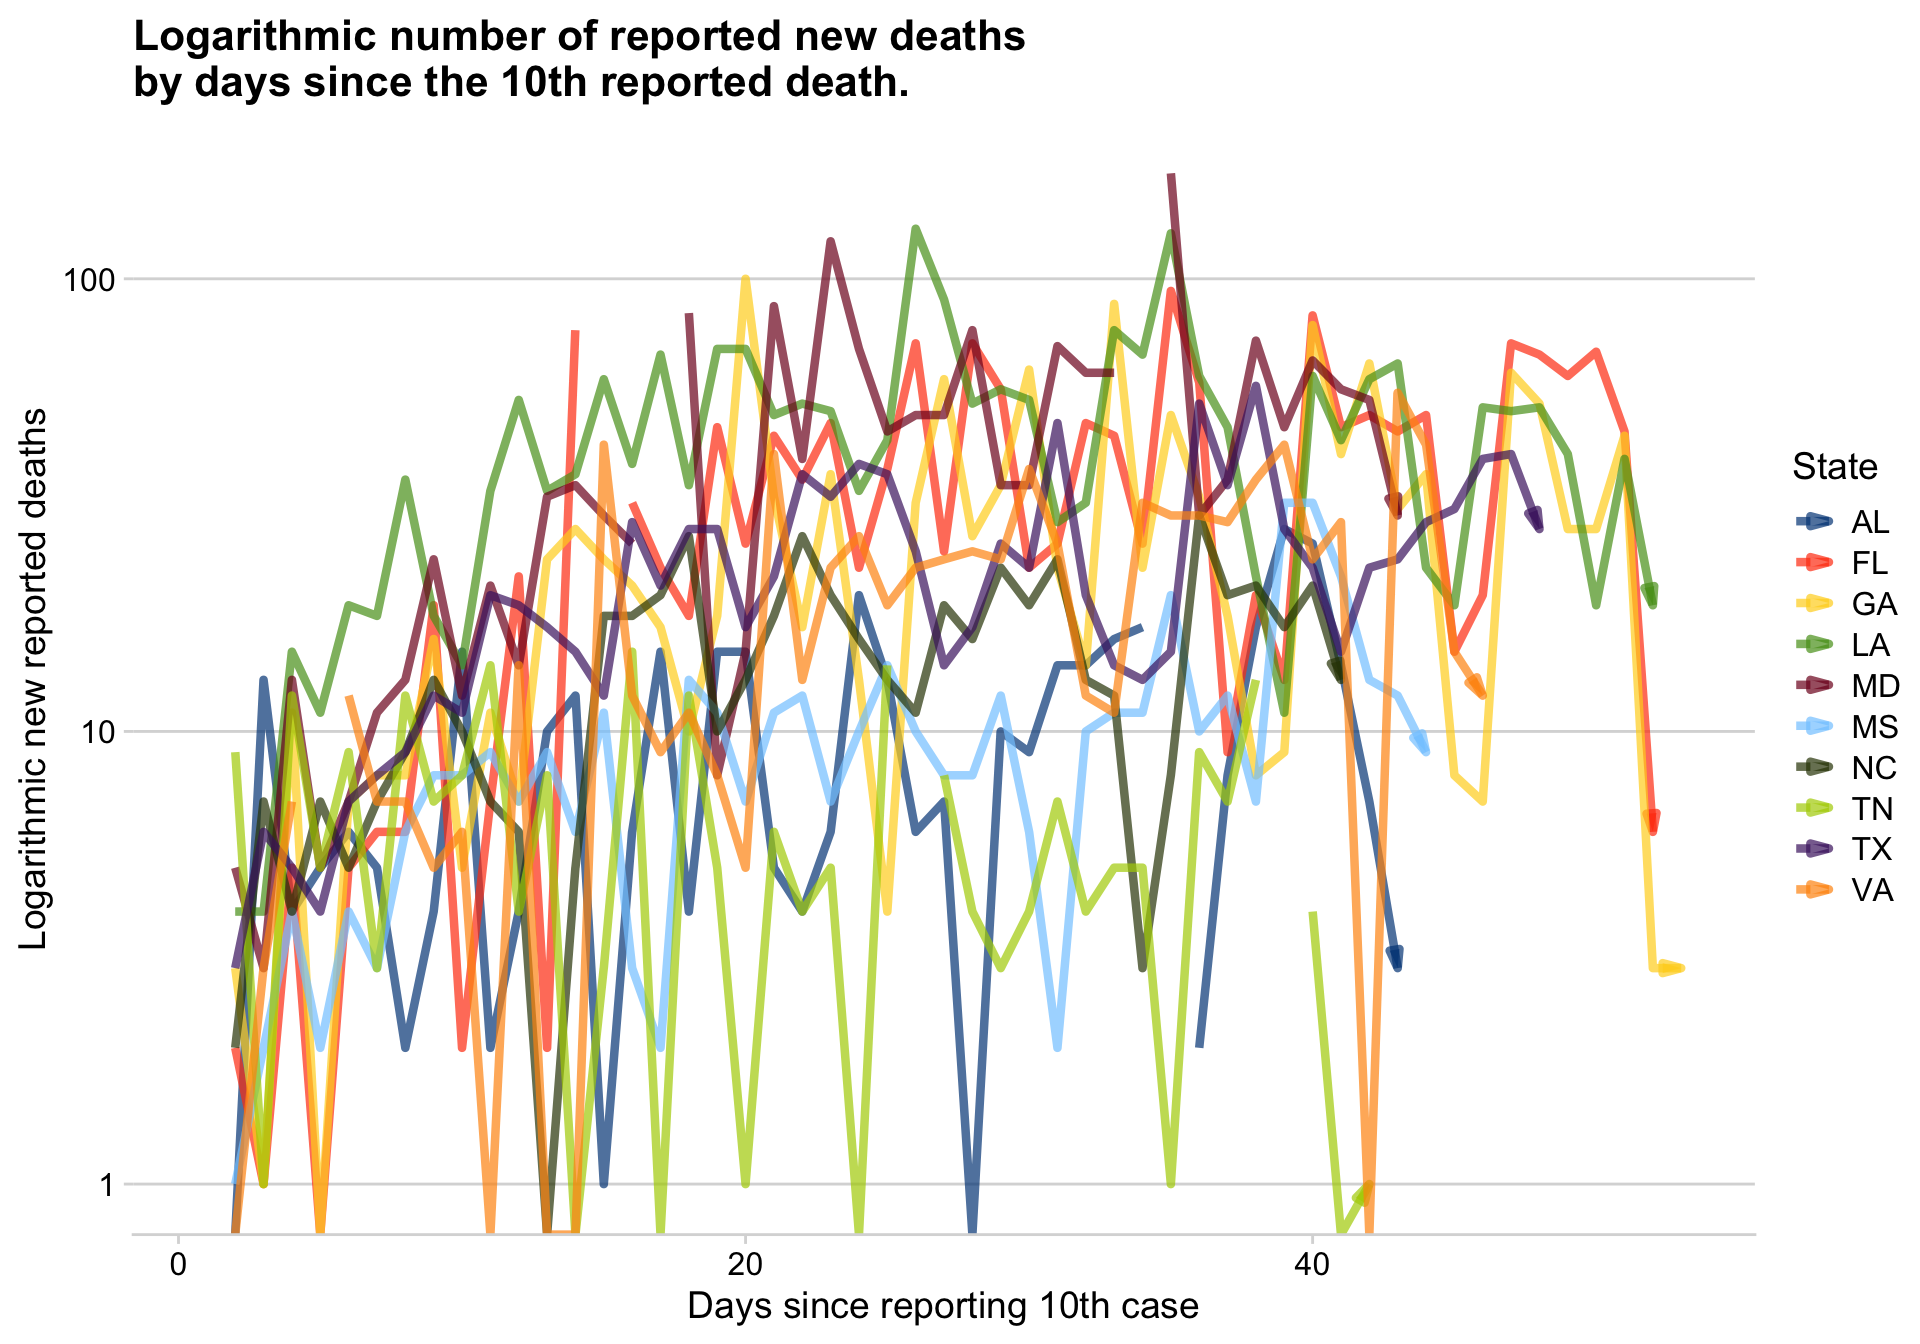 Logarithmic number of reported new deaths
by days since the 10th reported death.
Logarithmic new reported deaths
100
10
1
0
20
40
Days since reporting 10th case
State
AL
FL
GA
LA
MD
MS
NC
TN
TX
VA